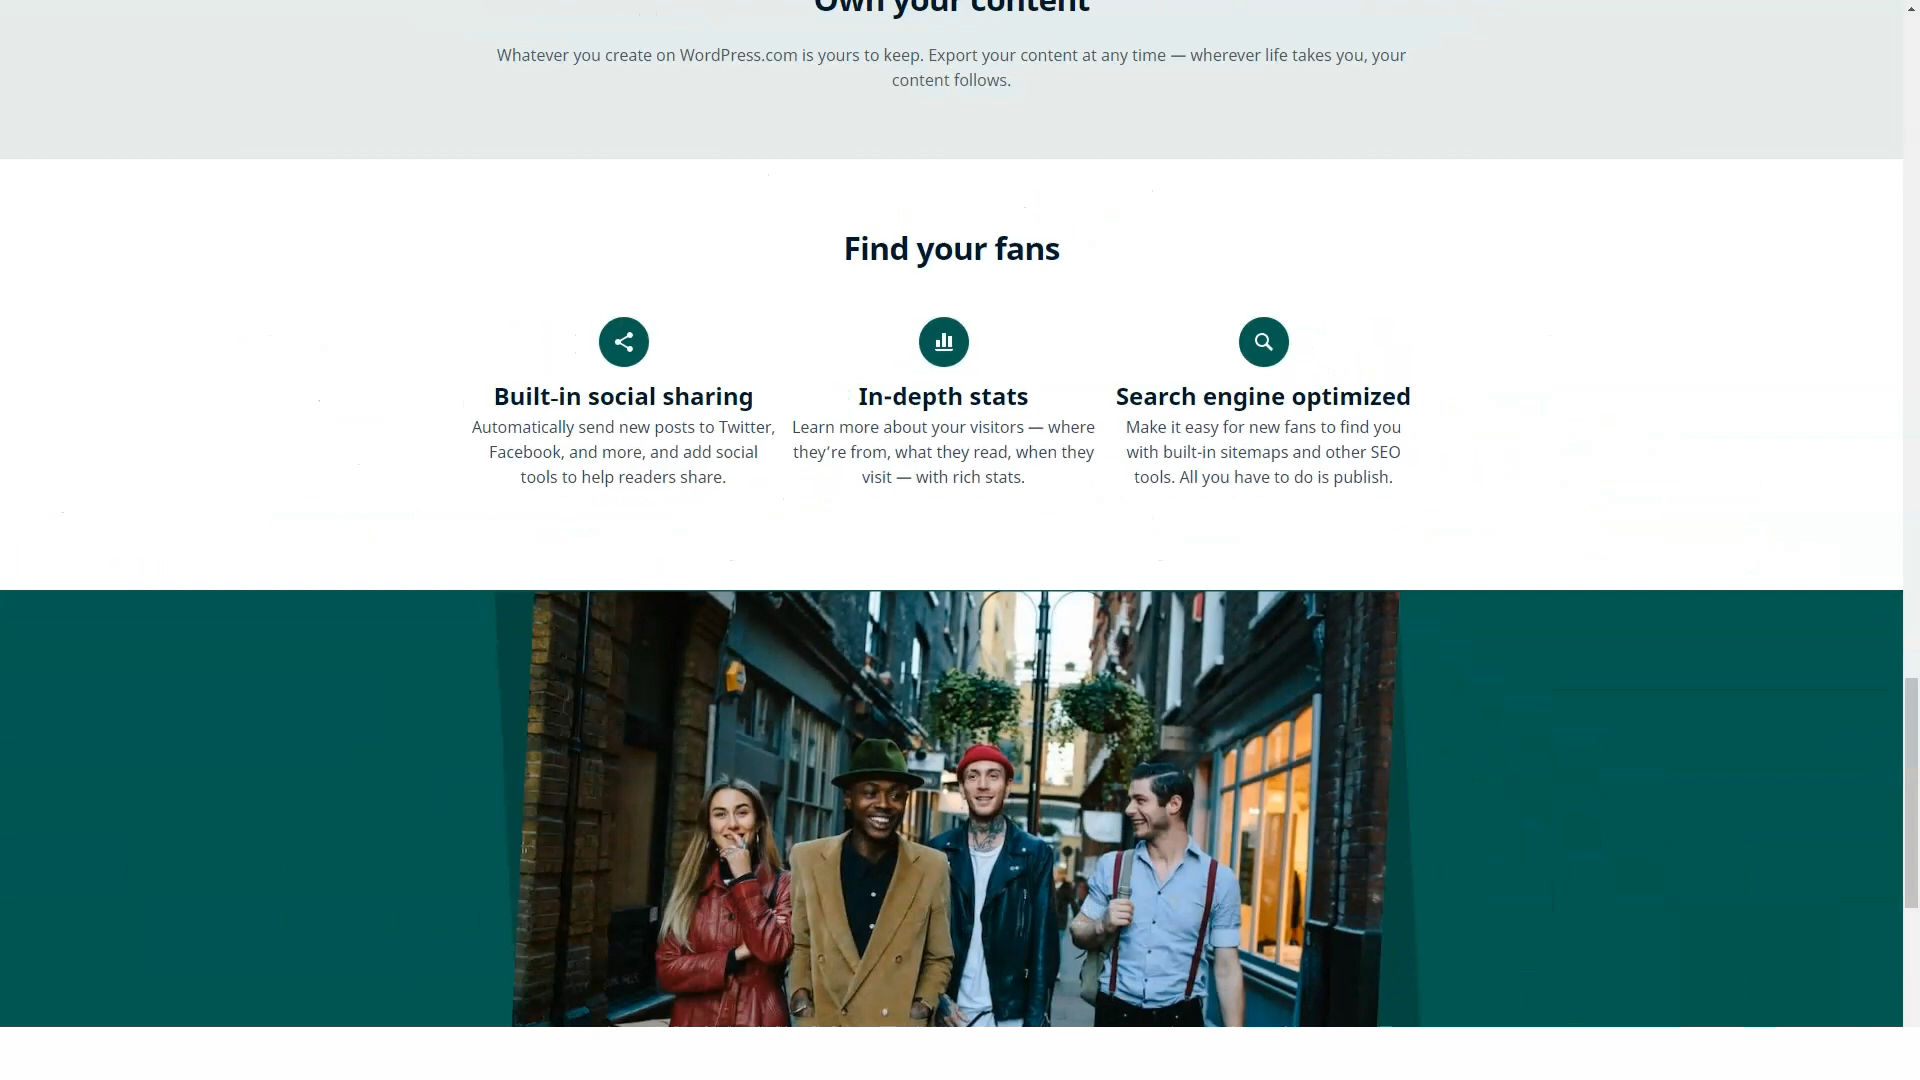 Own your content
Whatever you create on WordPress.com is yours to keep. Export your content at any time — wherever life takes you, your
content follows.
Find your fans
Built-in social sharing
Automatically send new posts to Twitter,
Facebook, and more, and add social
tools to help readers share.
In-depth stats
Learn more about your visitors — where
they’re from, what they read, when they
visit — with rich stats.
Search engine optimized
Make it easy for new fans to find you
with built-in sitemaps and other SEO
tools. All you have to do is publish.